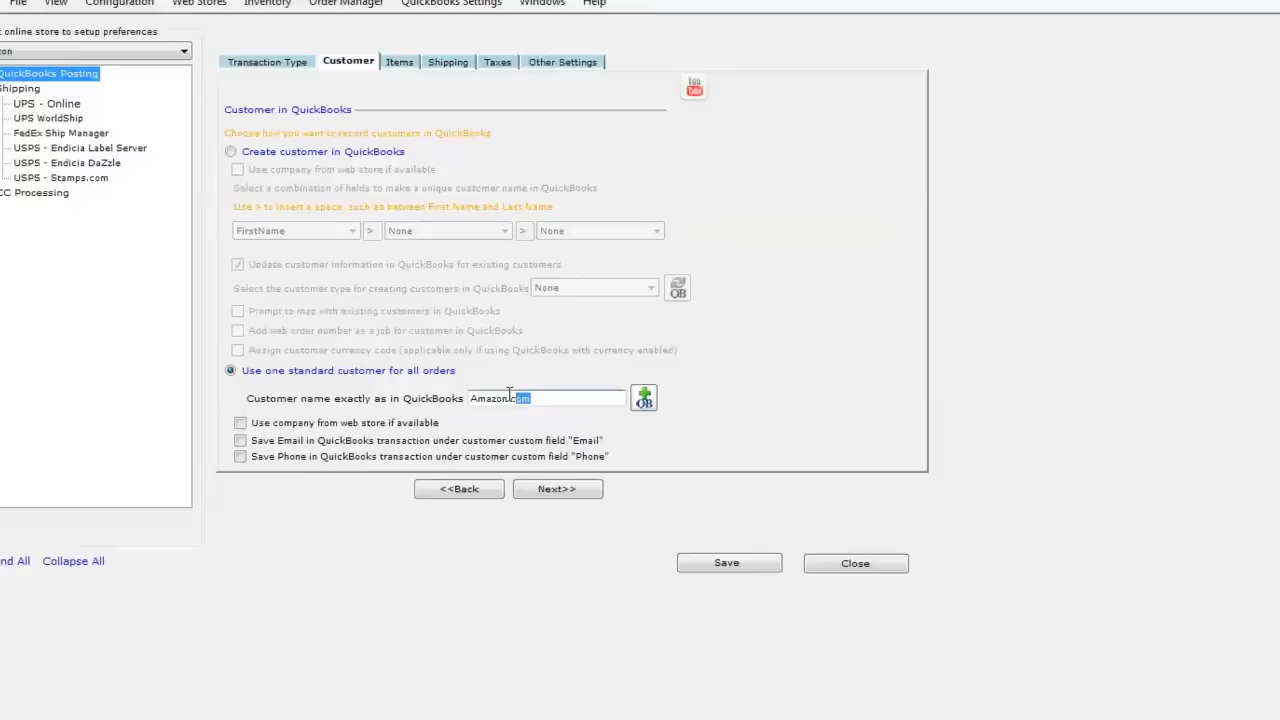 File View Configuration Web Stores Inventory Order Manager QuickBooks Settings Windows Help
online store to setup preferences
QuickBooks Posting
Shipping
UPS - Online
UPS WorldShip
FedEx Ship Manager
USPS - Endicia Label Server
USPS - Endicia DaZzle
USPS - Stamps.com
CC Processing
Transaction Type Customer Items Shipping Taxes Other Settings
You Tube
Customer in QuickBooks
Choose how you want to record customers in QuickBooks
Create customer in QuickBooks
Use company from web store if available
Select a combination of fields to make a unique customer name in QuickBooks
Use > to insert a space, such as between First Name and Last Name
FirstName > None > None
Update customer information in QuickBooks for existing customers
Select the customer type for creating customers in QuickBooks None QB
Prompt to map with existing customers in QuickBooks
Add web order number as a job for customer in QuickBooks
Assign customer currency code (applicable only if using QuickBooks with currency enabled)
Use one standard customer for all orders
Customer name exactly as in QuickBooks Amazon.com QB
Use company from web store if available
Save Email in QuickBooks transaction under customer custom field "Email"
Save Phone in QuickBooks transaction under customer custom field "Phone"
<<Back Next>>
nd All Collapse All
Save Close